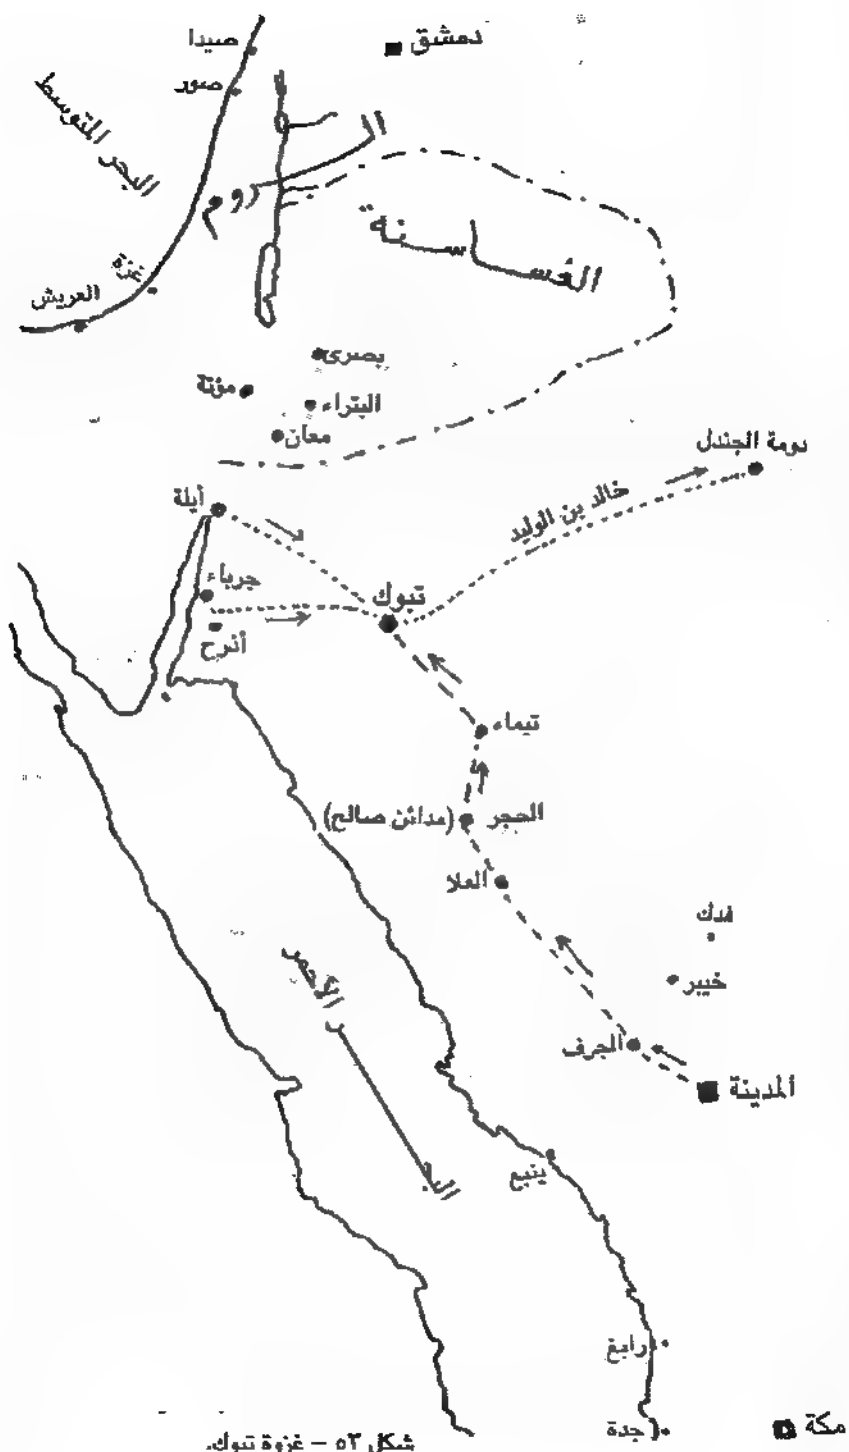 دمشق
صيدا
صور
البحر المتوسط
الروم
الغساسنة
غزة
العريش
بصرى
مؤتة
البتراء
معان
دومة الجندل
خالد بن الوليد
أيلة
جرباء
تبوك
أذرح
تيماء
الحجر (مدائن صالح)
العلا
فدك
خيبر
البحر الأحمر
الجرف
المدينة
ينبع
رابغ
مكة
جدة
شكل ٥٣ – غزوة تبوك.